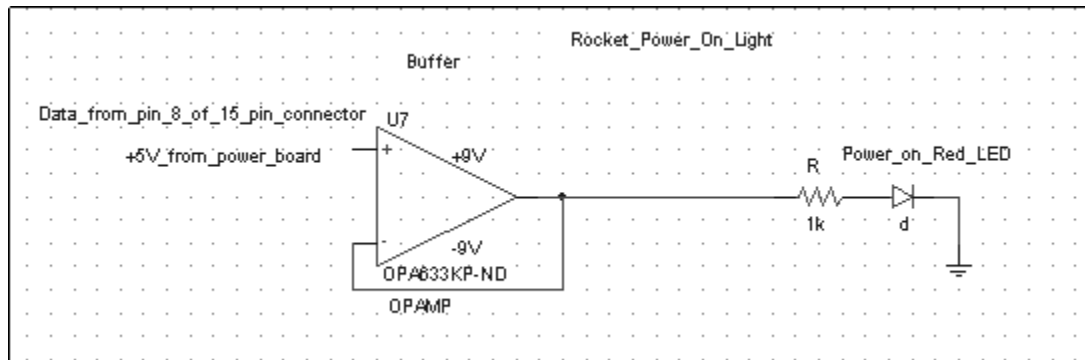 Rocket_Power_On_Light
Buffer
Data_from_pin_8_of_15_pin_connector
U7
+5V_from_power_board
+
+9V
-
-9V
OPA633KP-ND
OPAMP
R
1k
Power_on_Red_LED
d